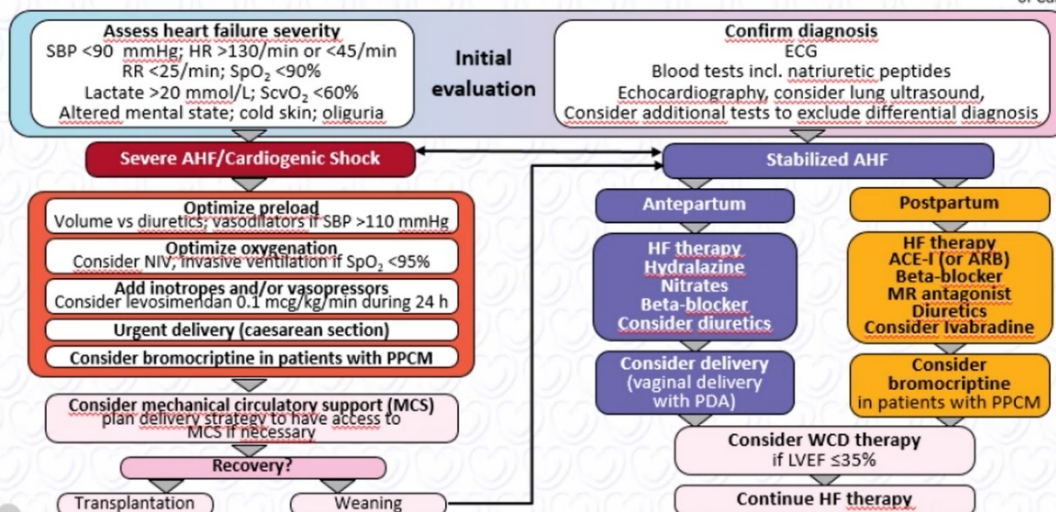 Assess heart failure severity
SBP <90 mmHg; HR >130/min or <45/min
RR <25/min; SpO₂ <90%
Lactate >20 mmol/L; ScvO₂ <60%
Altered mental state; cold skin; oliguria
Initial
evaluation
Confirm diagnosis
ECG
Blood tests incl. natriuretic peptides
Echocardiography, consider lung ultrasound,
Consider additional tests to exclude differential diagnosis
Severe AHF/Cardiogenic Shock
Optimize preload
Volume vs diuretics; vasodilators if SBP >110 mmHg
Optimize oxygenation
Consider NIV, invasive ventilation if SpO₂ <95%
Add inotropes and/or vasopressors
Consider levosimendan 0.1 mcg/kg/min during 24 h
Urgent delivery (caesarean section)
Consider bromocriptine in patients with PPCM
Consider mechanical circulatory support (MCS)
plan delivery strategy to have access to
MCS if necessary
Recovery?
Transplantation
Weaning
Stabilized AHF
Antepartum
HF therapy
Hydralazine
Nitrates
Beta-blocker
Consider diuretics
Consider delivery
(vaginal delivery
with PDA)
Postpartum
HF therapy
ACE-I (or ARB)
Beta-blocker
MR antagonist
Diuretics
Consider Ivabradine
Consider
bromocriptine
in patients with PPCM
Consider WCD therapy
if LVEF ≤35%
Continue HF therapy